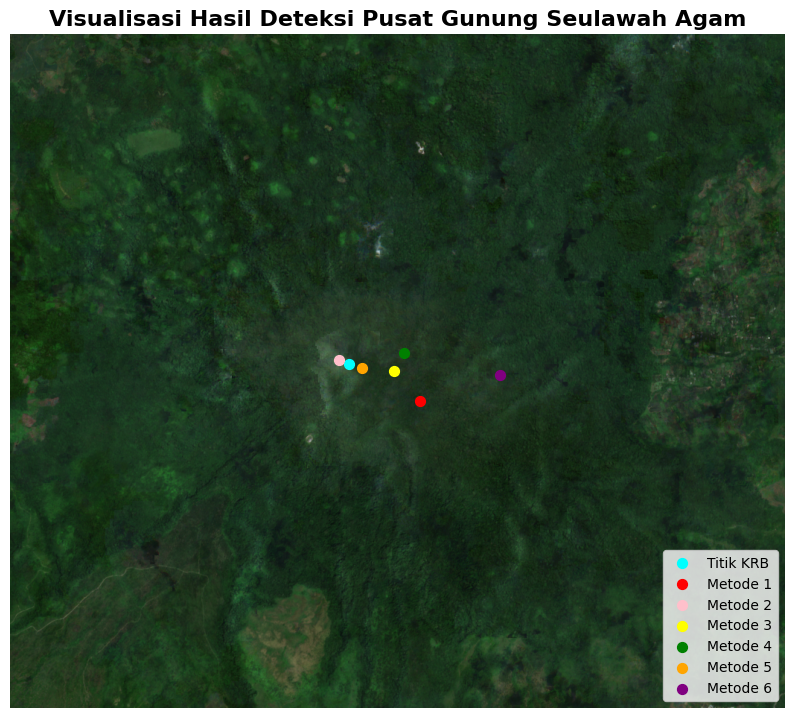 Visualisasi Hasil Deteksi Pusat Gunung Seulawah Agam
Titik KRB
Metode 1
Metode 2
Metode 3
Metode 4
Metode 5
Metode 6